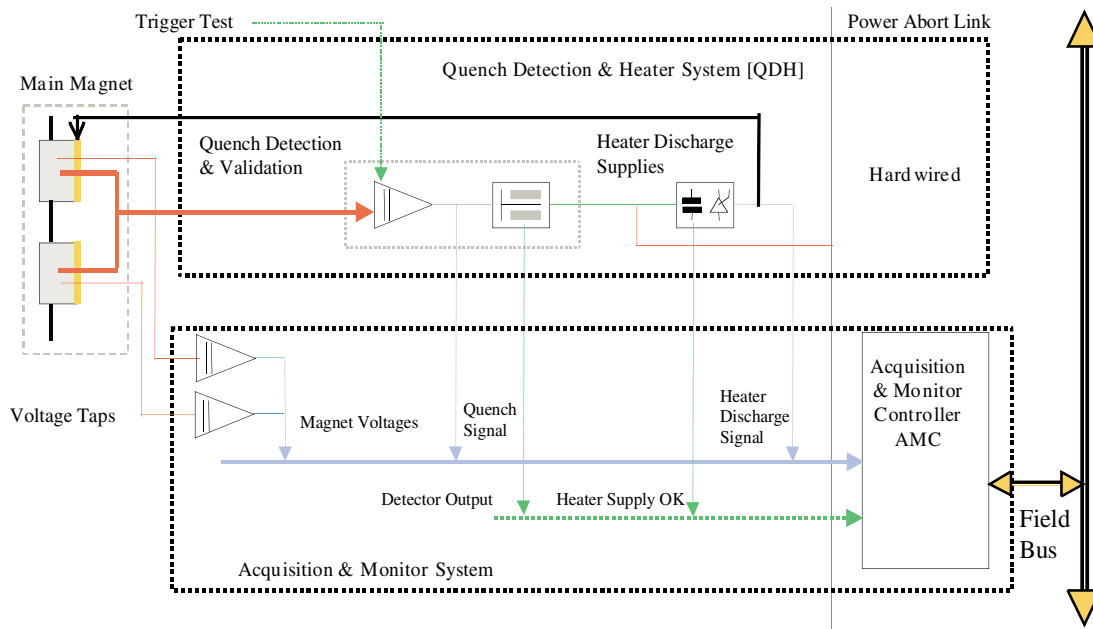 Trigger Test
Power Abort Link
Quench Detection & Heater System [QDH]
Main Magnet
Quench Detection
& Validation
Heater Discharge
Supplies
Hardwired
Acquisition
& Monitor
Controller
AMC
Voltage Taps
Magnet Voltages
Quench
Signal
Heater
Discharge
Signal
Detector Output
Heater Supply OK
Field
Bus
Acquisition & Monitor System